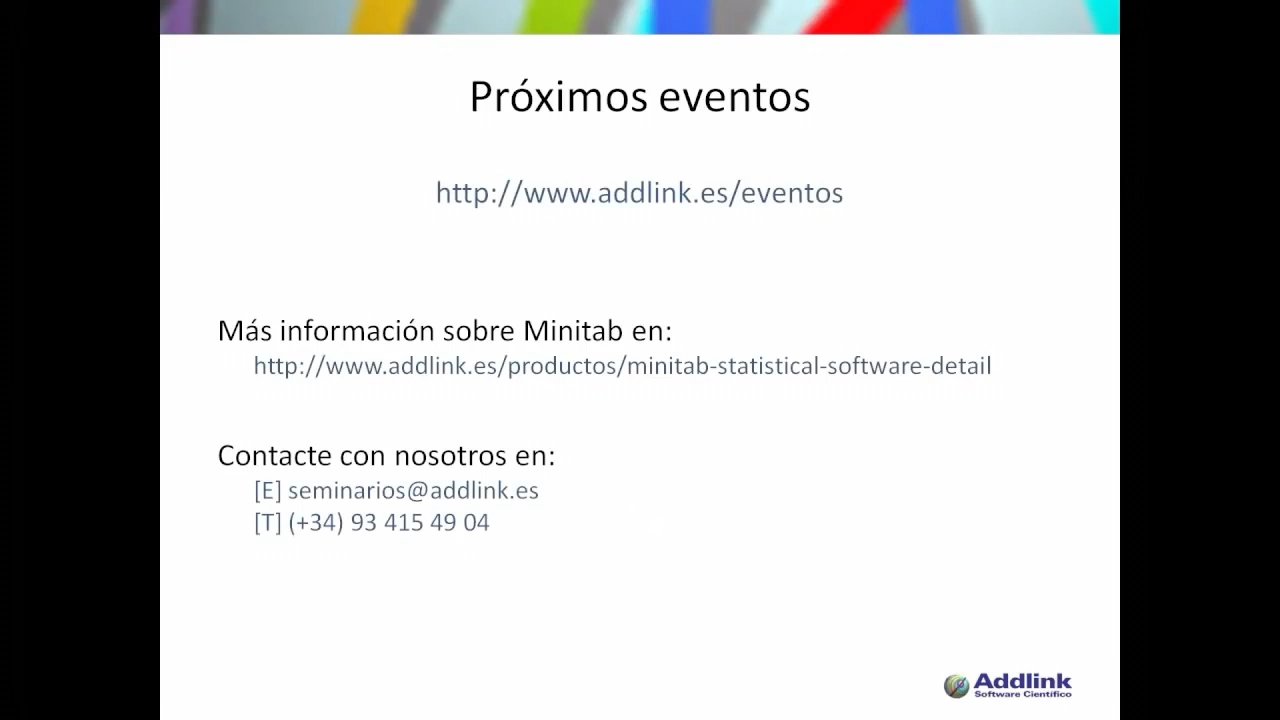 Próximos eventos
http://www.addlink.es/eventos
Más información sobre Minitab en:
http://www.addlink.es/productos/minitab-statistical-software-detail
Contacte con nosotros en:
[E] seminarios@addlink.es
[T] (+34) 93 415 49 04
Addlink
Software Científico